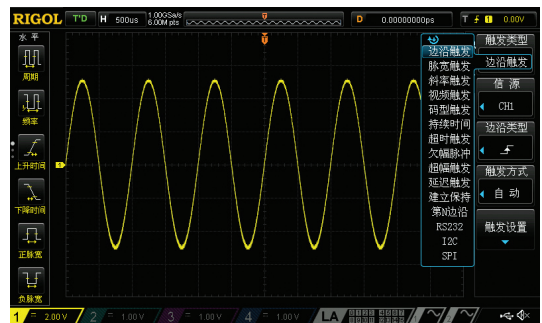 RIGOL T'D H 500us 1.00GSa/s 6.00M pts D 0.00000000ps T 1 0.00V
水平
周期
频率
上升时间
下降时间
正脉宽
负脉宽
边沿触发
脉宽触发
斜率触发
视频触发
码型触发
持续时间
超时触发
欠幅脉冲
超幅触发
延迟触发
建立保持
第N边沿
RS232
I2C
SPI
触发类型
边沿触发
信源
CH1
边沿类型
触发方式
自动
触发设置
1 = 2.00 V 2 = 1.00 V 3 = 1.00 V 4 = 1.00 V LA